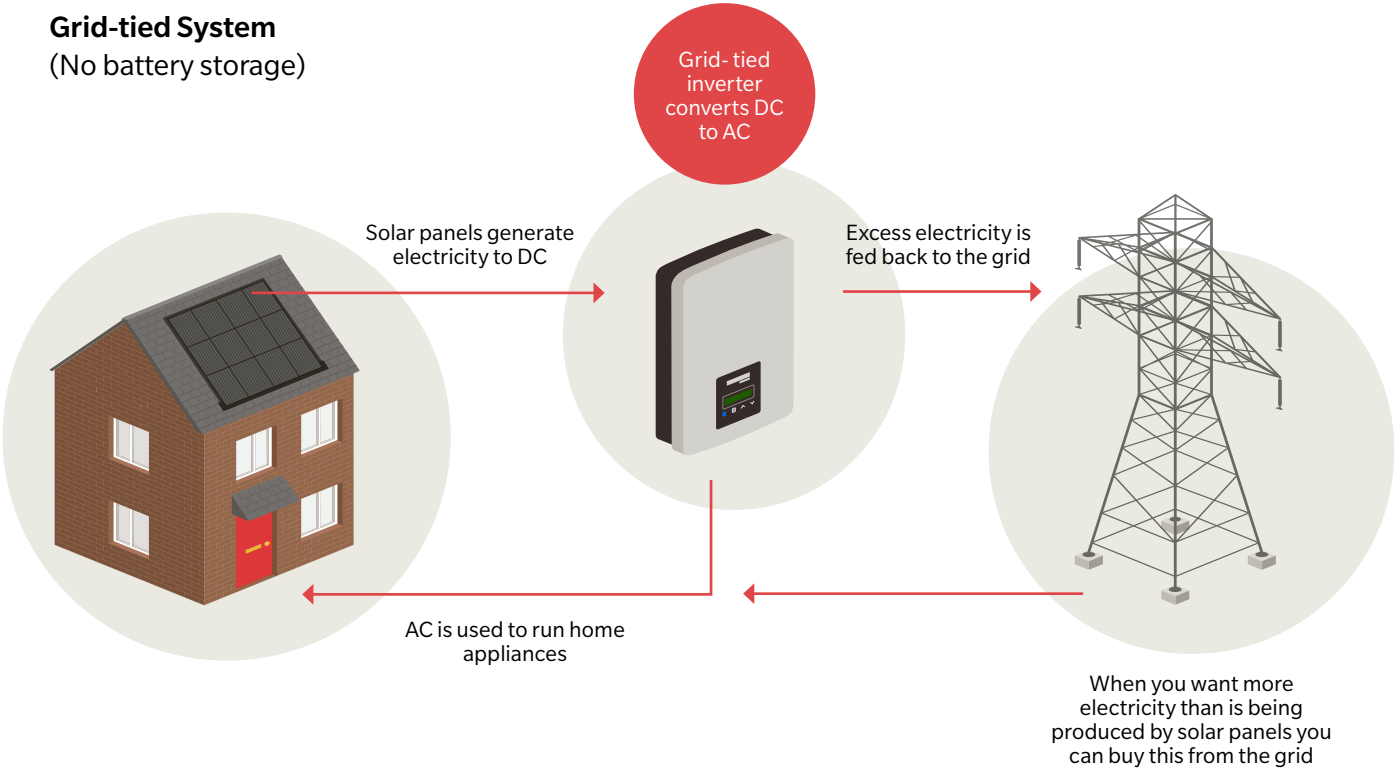 Grid-tied System
(No battery storage)
Grid- tied
inverter
converts DC
to AC
Solar panels generate
electricity to DC
Excess electricity is
fed back to the grid
AC is used to run home
appliances
When you want more
electricity than is being
produced by solar panels you
can buy this from the grid